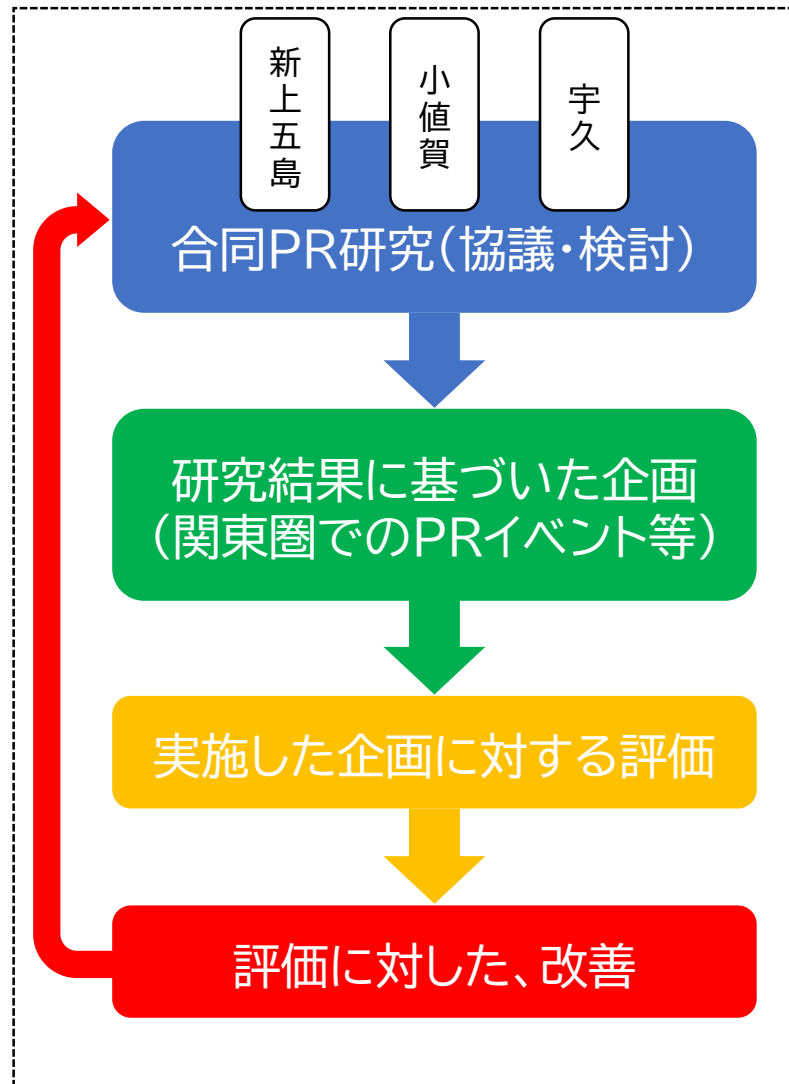 新上五島
小値賀
宇久
合同PR研究(協議・検討)
研究結果に基づいた企画
(関東圏でのPRイベント等)
実施した企画に対する評価
評価に対した、改善